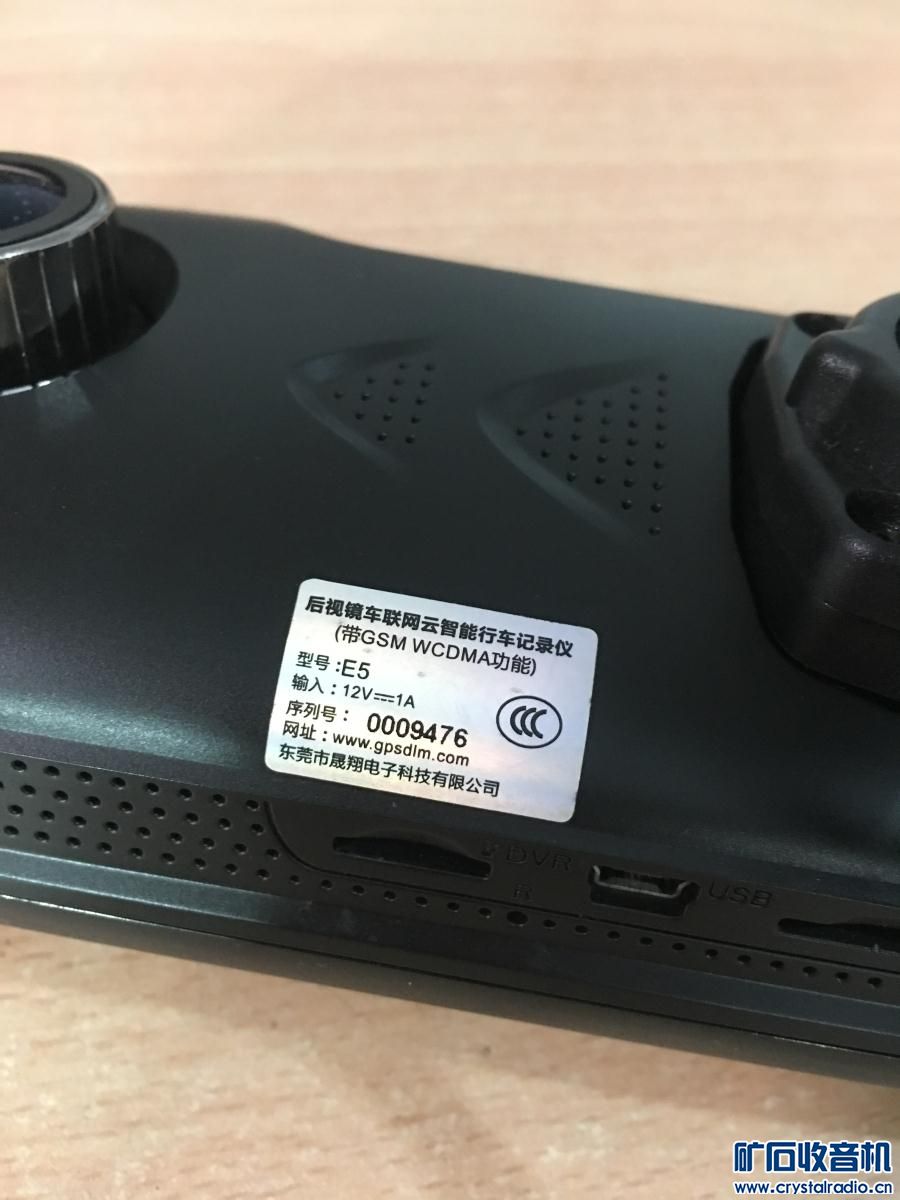 后视镜车联网云智能行车记录仪
(带GSM WCDMA功能)
型号:E5
输入：12V⎓1A
序列号： 0009476
网址：www.gpsdlm.com
东莞市晟翔电子科技有限公司
CCC
DVR
R
USB
矿石收音机
www.crystalradio.cn